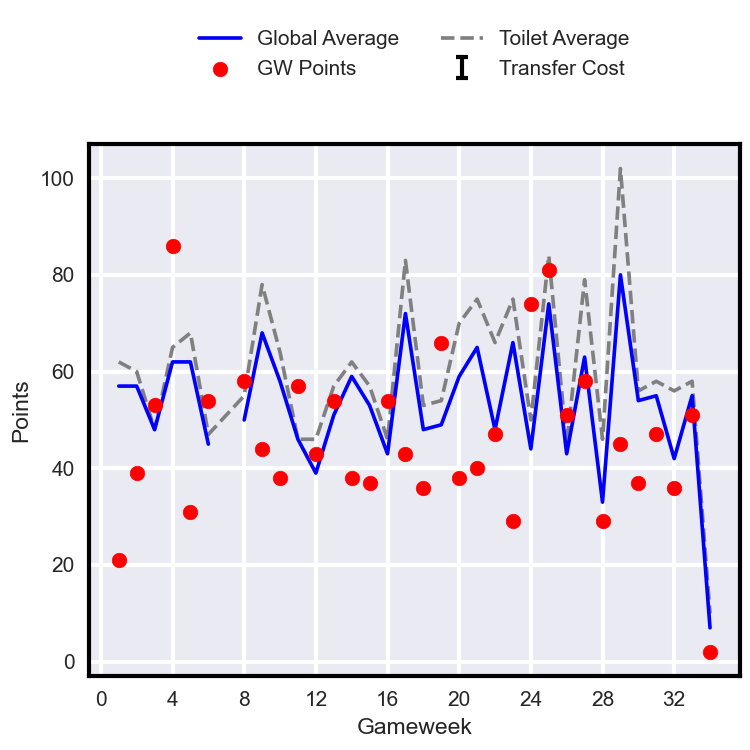 Global Average
GW Points
Toilet Average
Transfer Cost
Points
100
80
60
40
20
0
0 4 8 12 16 20 24 28 32
Gameweek